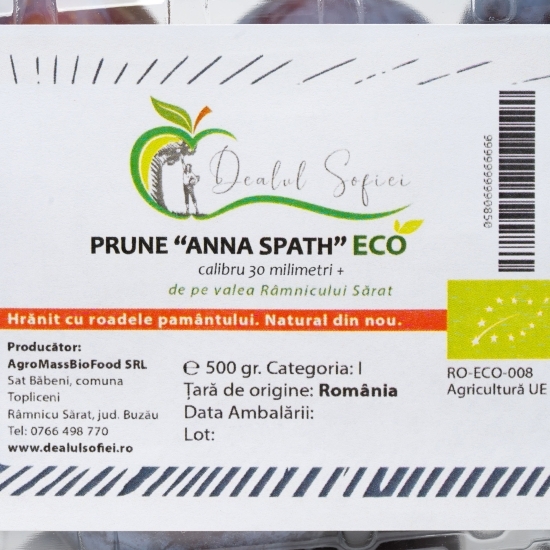 Dealul Sofiei
PRUNE “ANNA SPATH” ECO
calibru 30 milimetri +
de pe valea Râmnicului Sărat
Hrănit cu roadele pamântului. Natural din nou.
Producător:
AgroMassBioFood SRL
Sat Băbeni, comuna
Topliceni
Râmnicu Sărat, jud. Buzău
Tel: 0766 498 770
www.dealulsofiei.ro
℮ 500 gr. Categoria: I
Țară de origine: România
Data Ambalării:
Lot:
RO-ECO-008
Agricultură UE